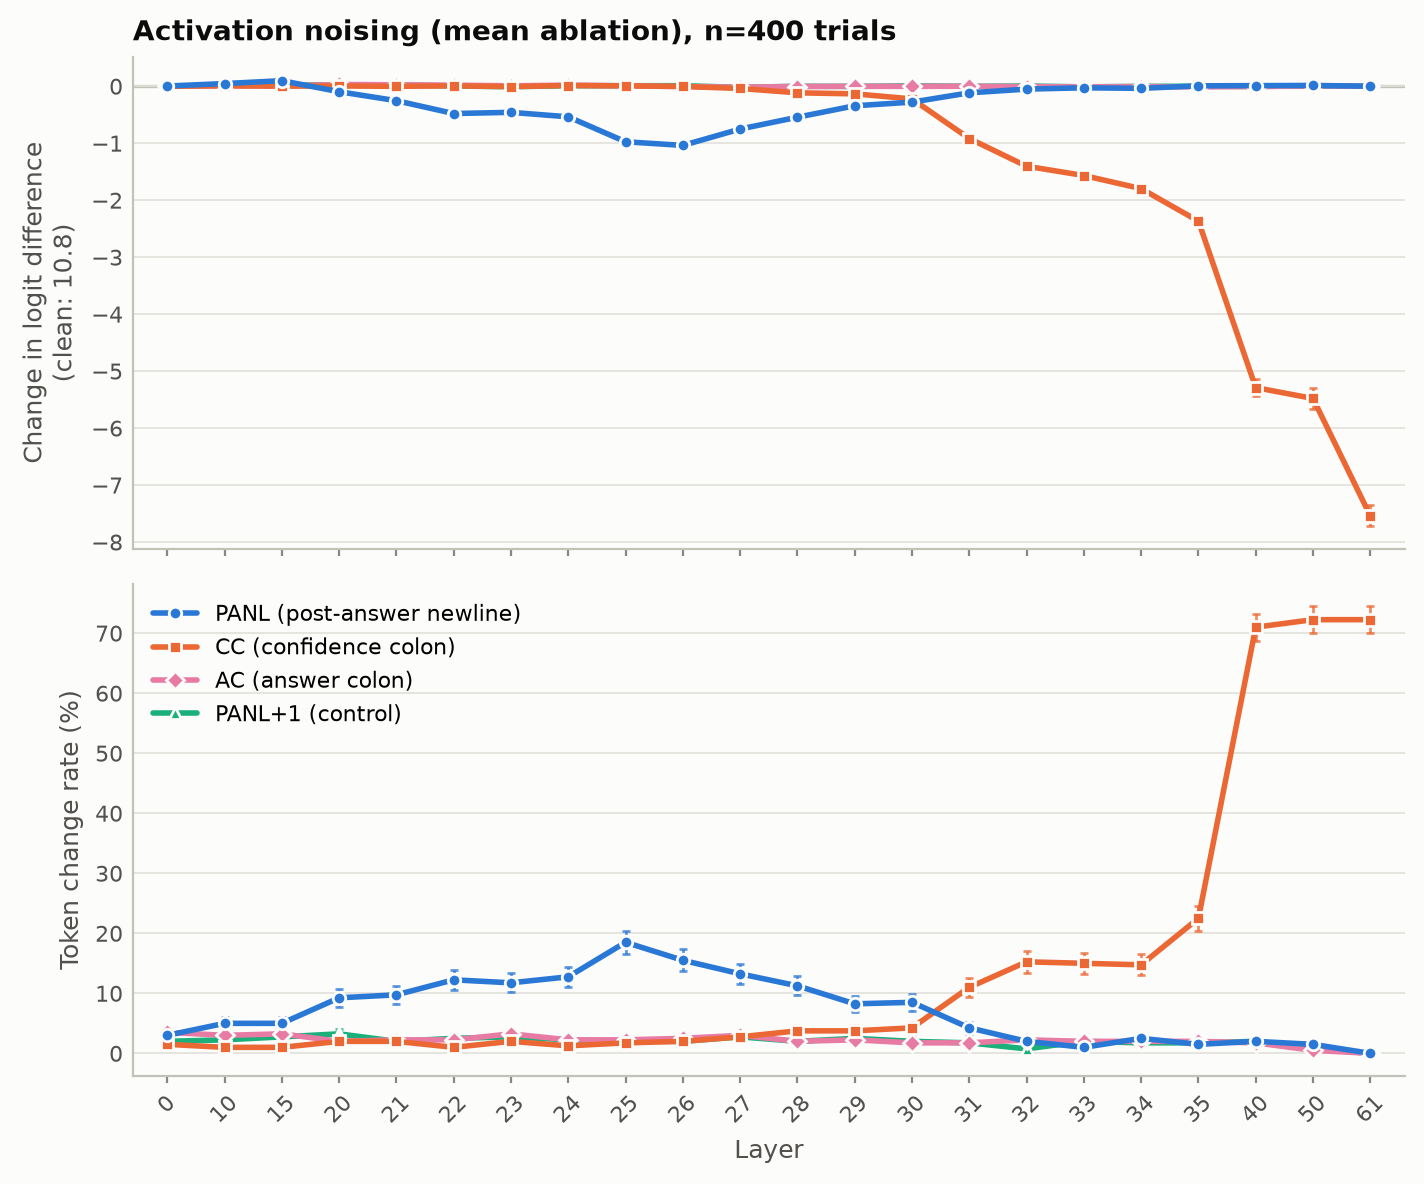 Activation noising (mean ablation), n=400 trials
Change in logit difference
(clean: 10.8)
0
−1
−2
−3
−4
−5
−6
−7
−8
Token change rate (%)
PANL (post-answer newline)
CC (confidence colon)
AC (answer colon)
PANL+1 (control)
70
60
50
40
30
20
10
0
0 10 15 20 21 22 23 24 25 26 27 28 29 30 31 32 33 34 35 40 50 61
Layer